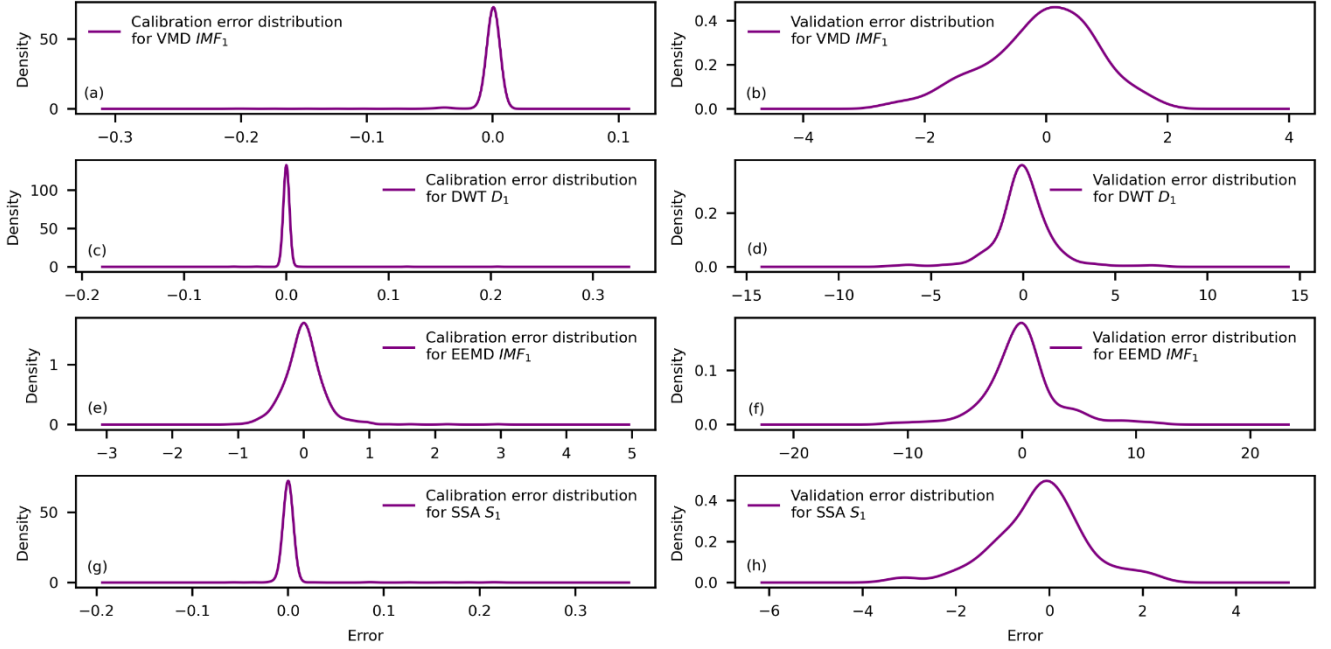 Calibration error distribution
for VMD IMF₁
Density
50
0
(a)
−0.3 −0.2 −0.1 0.0 0.1
Validation error distribution
for VMD IMF₁
Density
0.4
0.2
0.0
(b)
−4 −2 0 2 4
Calibration error distribution
for DWT D₁
Density
100
50
0
(c)
−0.2 −0.1 0.0 0.1 0.2 0.3
Validation error distribution
for DWT D₁
Density
0.2
0.0
(d)
−15 −10 −5 0 5 10 15
Calibration error distribution
for EEMD IMF₁
Density
1
0
(e)
−3 −2 −1 0 1 2 3 4 5
Validation error distribution
for EEMD IMF₁
Density
0.1
0.0
(f)
−20 −10 0 10 20
Calibration error distribution
for SSA S₁
Density
50
0
(g)
−0.2 −0.1 0.0 0.1 0.2 0.3
Error
Validation error distribution
for SSA S₁
Density
0.4
0.2
0.0
(h)
−6 −4 −2 0 2 4
Error